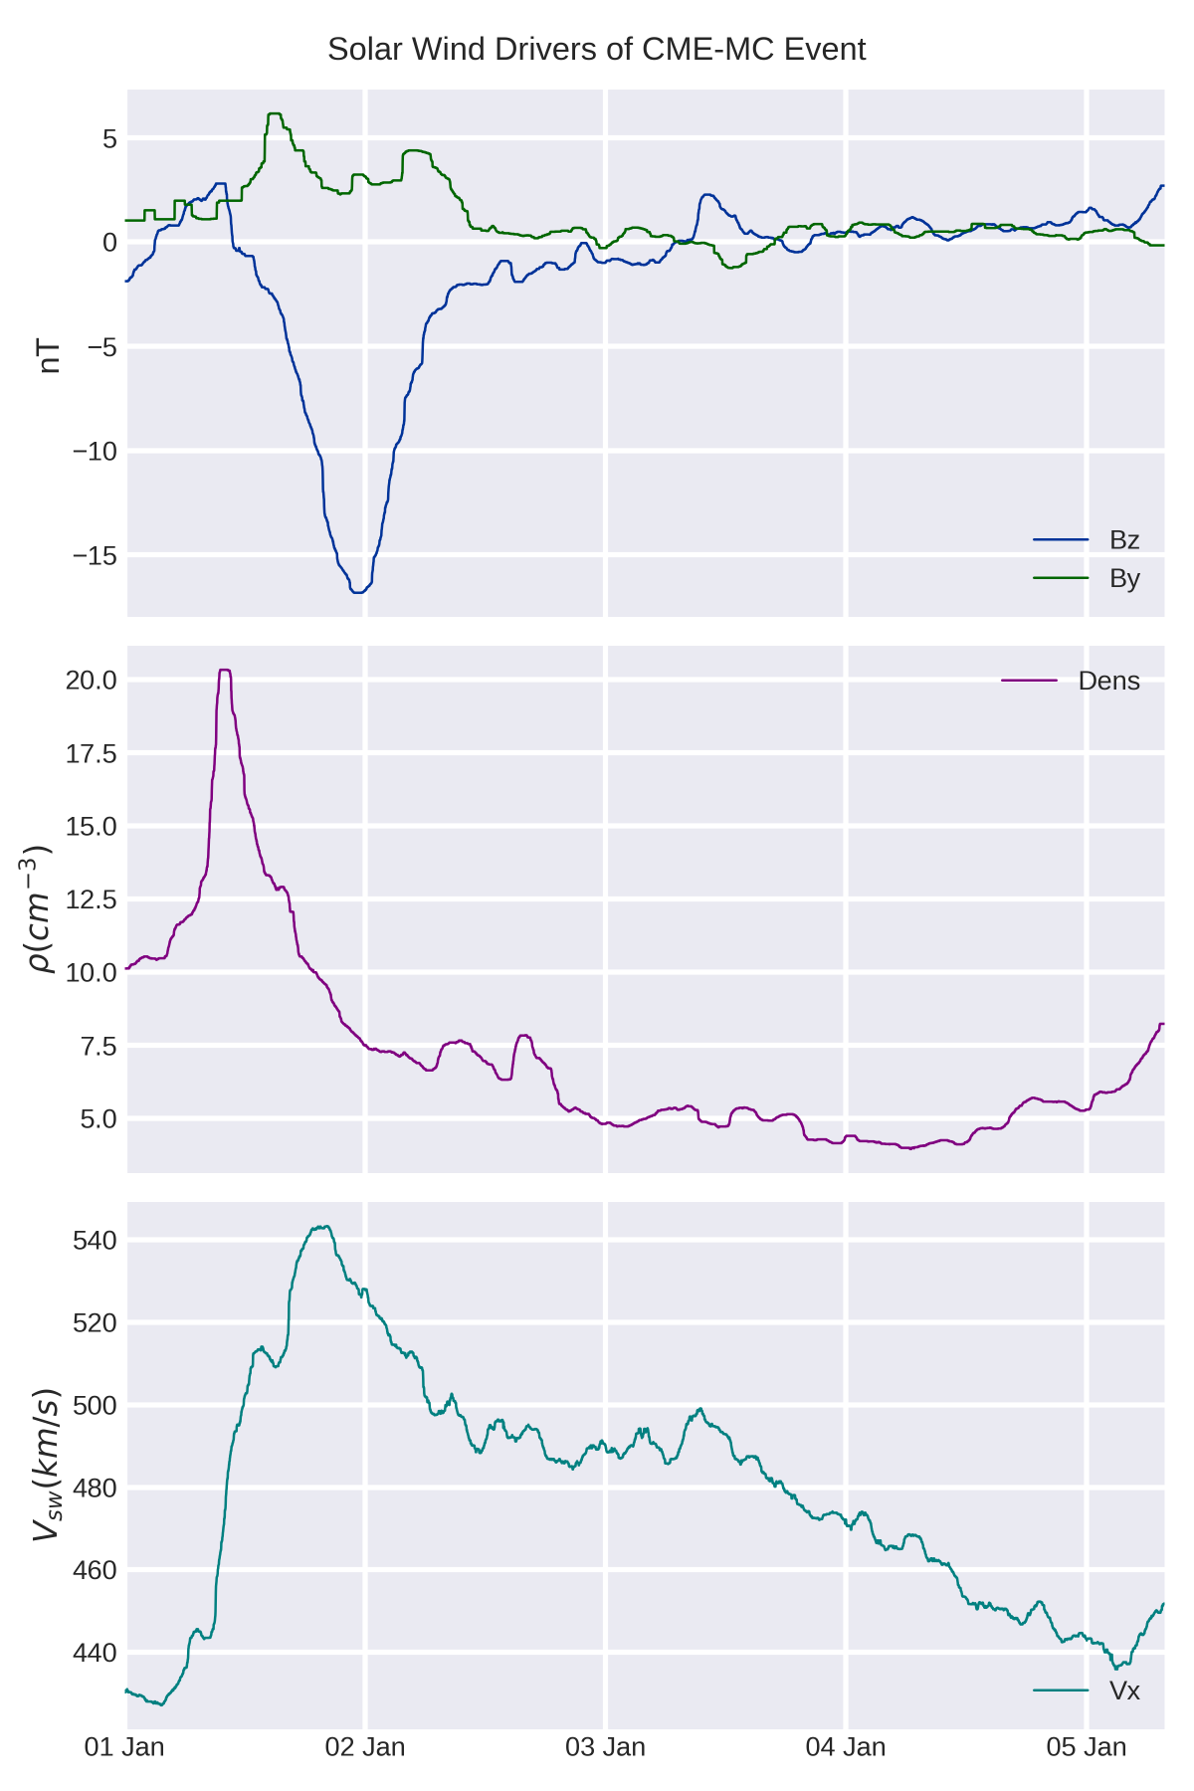 Solar Wind Drivers of CME-MC Event
5
0
−5
−10
−15
nT
Bz
By
20.0
17.5
15.0
12.5
10.0
7.5
5.0
ρ(cm⁻³)
Dens
540
520
500
480
460
440
Vsw(km/s)
Vx
01 Jan 02 Jan 03 Jan 04 Jan 05 Jan